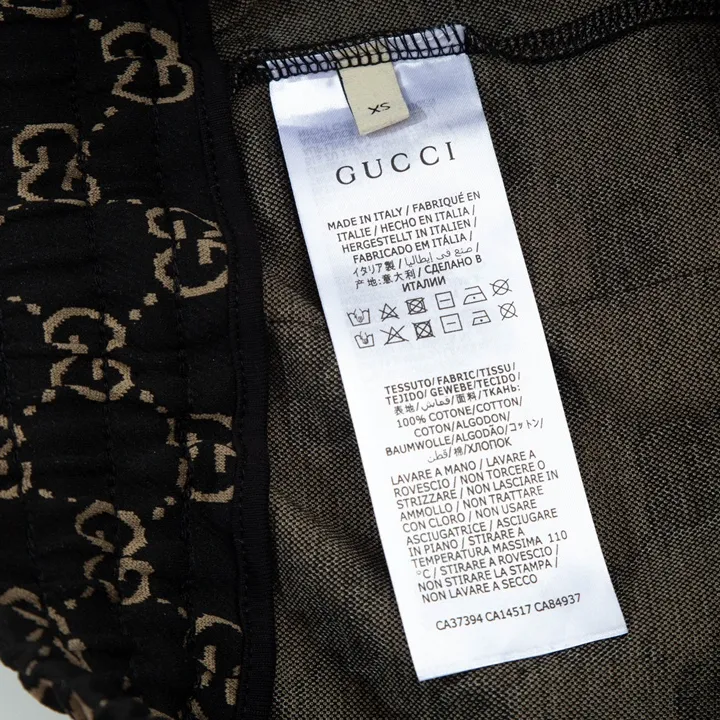 XS
GUCCI
MADE IN ITALY / FABRIQUÉ EN
ITALIE / HECHO EN ITALIA /
HERGESTELLT IN ITALIEN /
FABRICADO EM ITÁLIA /
イタリア製 / صنع في إيطاليا /
产地:意大利 / СДЕЛАНО В
ИТАЛИИ
TESSUTO/FABRIC/TISSU/
TEJIDO/GEWEBE/TECIDO/
表地/قماش/面料/ТКАНЬ:
100% COTONE/COTTON/
COTON/ALGODON/
BAUMWOLLE/ALGODÃO/コットン/
قطن/棉/ХЛОПОК
LAVARE A MANO / LAVARE A
ROVESCIO / NON TORCERE O
STRIZZARE / NON LASCIARE IN
AMMOLLO / NON TRATTARE
CON CLORO / NON USARE
ASCIUGATRICE / ASCIUGARE
IN PIANO / STIRARE A
TEMPERATURA MASSIMA 110
°C / STIRARE A ROVESCIO /
NON STIRARE LA STAMPA /
NON LAVARE A SECCO
CA37394 CA14517 CA84937